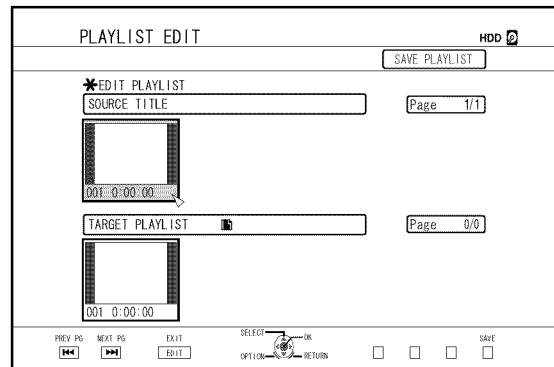 PLAYLIST EDIT
HDD
SAVE PLAYLIST
EDIT PLAYLIST
SOURCE TITLE
Page 1/1
001 0:00:00
TARGET PLAYLIST
Page 0/0
001 0:00:00
PREV PG NEXT PG EXIT SELECT OK SAVE
EDIT OPTION RETURN